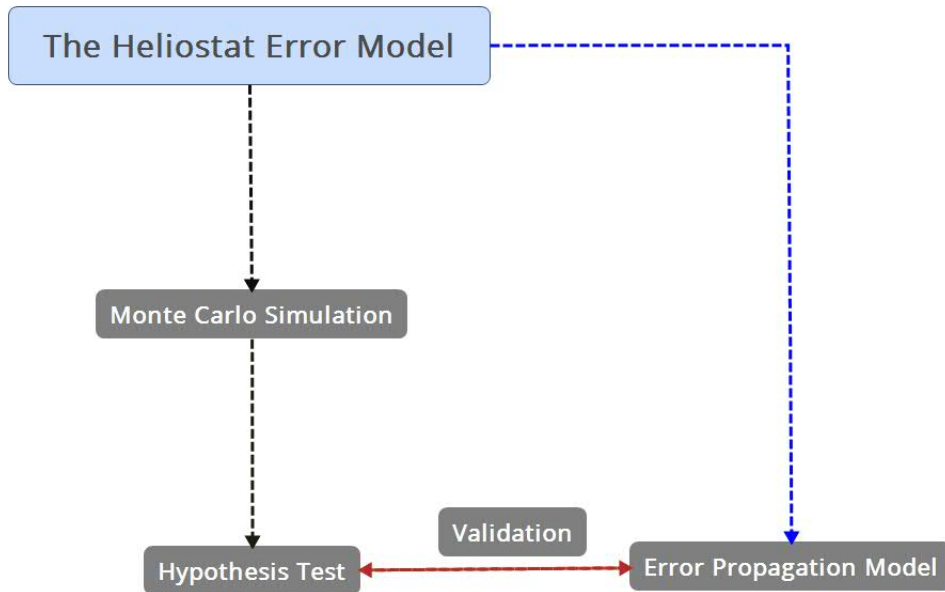 The Heliostat Error Model
Monte Carlo Simulation
Validation
Hypothesis Test
Error Propagation Model